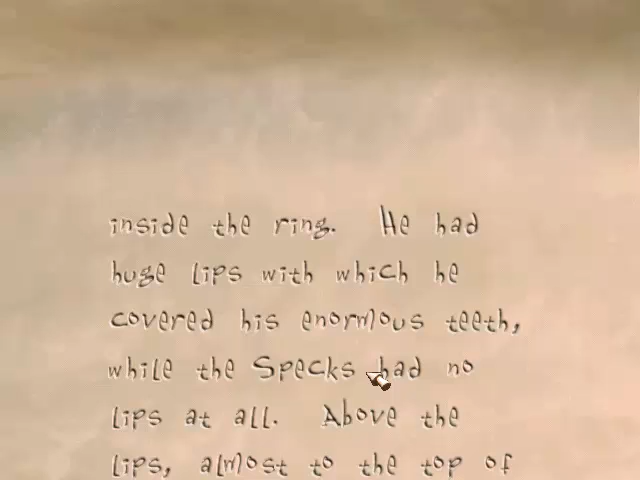 inside the ring. He had
huge lips with which he
covered his enormous teeth,
while the Specks had no
lips at all. Above the
lips, almost to the top of